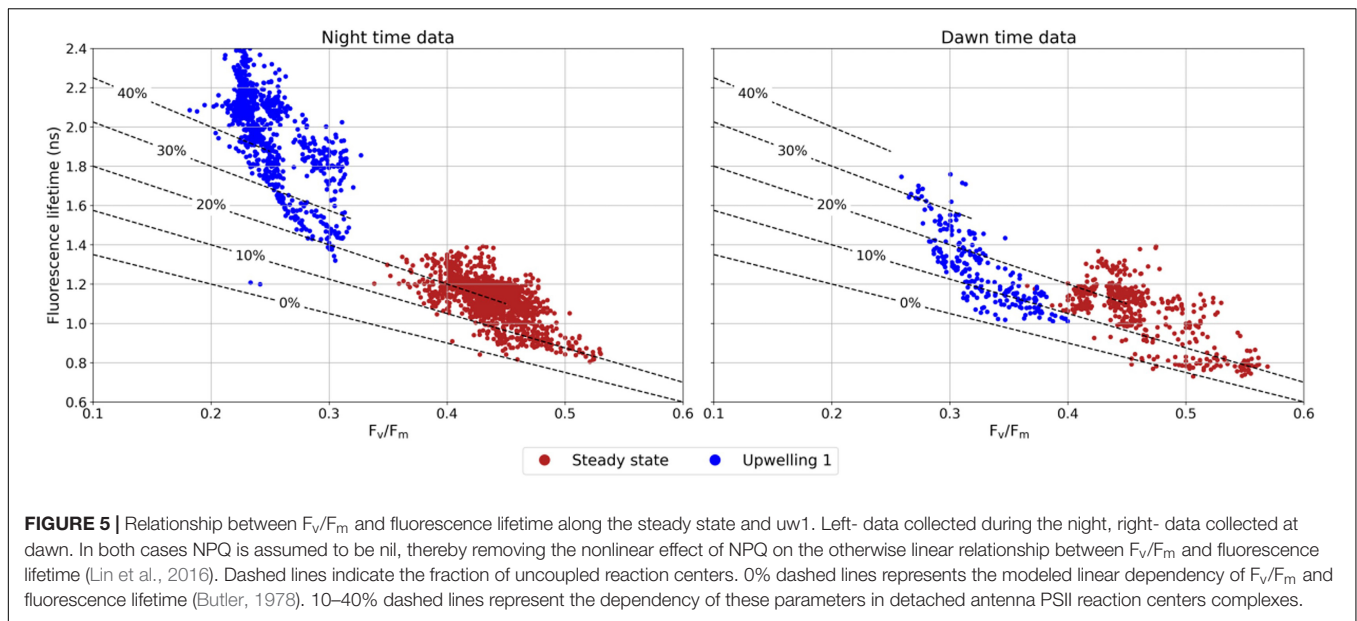 Night time data
Dawn time data
Fluorescence lifetime (ns)
2.4
2.2
2.0
1.8
1.6
1.4
1.2
1.0
0.8
0.6
40%
30%
20%
10%
0%
40%
30%
20%
10%
0%
0.1 0.2 0.3 0.4 0.5 0.6
0.1 0.2 0.3 0.4 0.5 0.6
Fv/Fm
Fv/Fm
Steady state
Upwelling 1
FIGURE 5 | Relationship between Fv/Fm and fluorescence lifetime along the steady state and uw1. Left- data collected during the night, right- data collected at
dawn. In both cases NPQ is assumed to be nil, thereby removing the nonlinear effect of NPQ on the otherwise linear relationship between Fv/Fm and fluorescence
lifetime (Lin et al., 2016). Dashed lines indicate the fraction of uncoupled reaction centers. 0% dashed lines represents the modeled linear dependency of Fv/Fm and
fluorescence lifetime (Butler, 1978). 10–40% dashed lines represent the dependency of these parameters in detached antenna PSII reaction centers complexes.